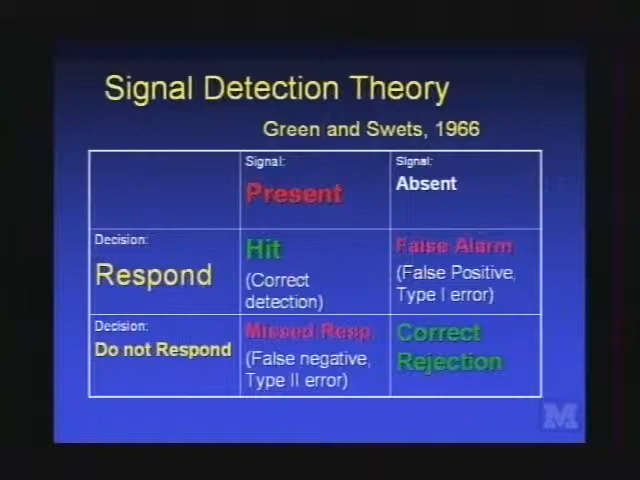 Signal Detection Theory
Green and Swets, 1966
Signal:
Present
Signal:
Absent
Decision:
Respond
Hit
(Correct
detection)
False Alarm
(False Positive,
Type I error)
Decision:
Do not Respond
Missed Resp.
(False negative,
Type II error)
Correct
Rejection
M